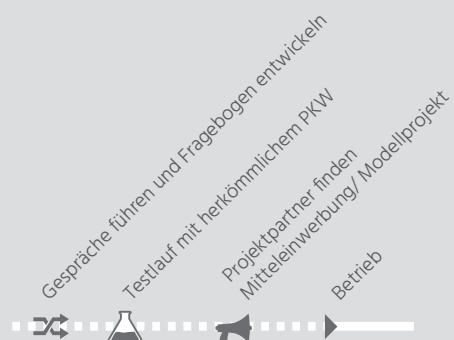 Gespräche führen und Fragebogen entwickeln
Testlauf mit herkömmlichem PKW
Projektpartner finden
Mitteleinwerbung/ Modellprojekt
Betrieb